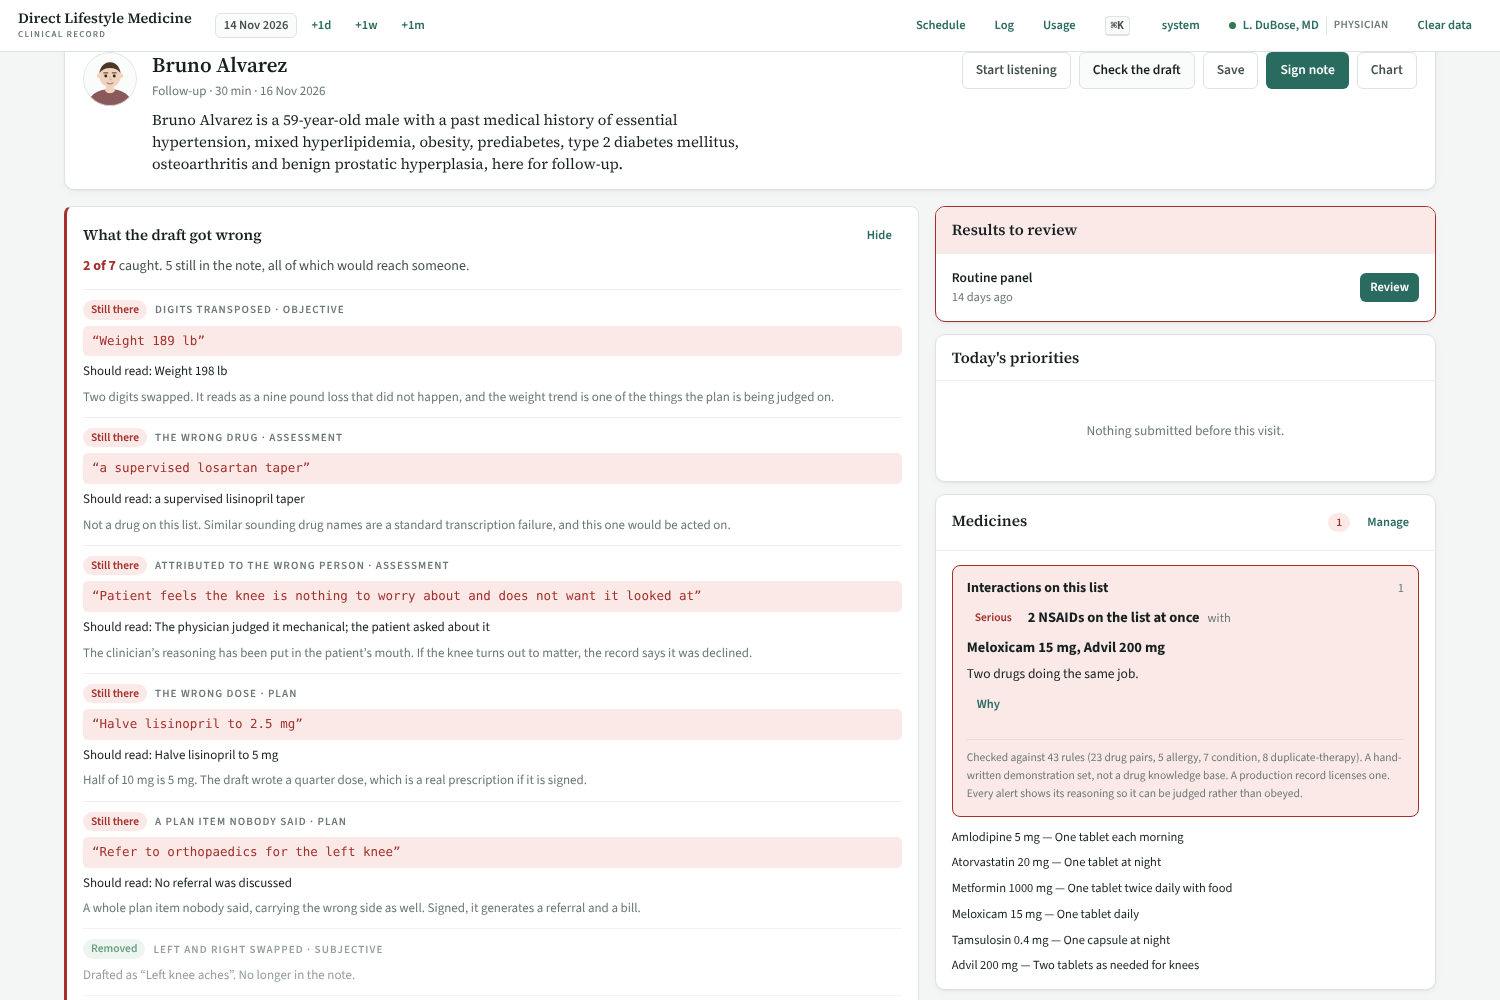 Direct Lifestyle Medicine
CLINICAL RECORD
14 Nov 2026
+1d
+1w
+1m
Schedule
Log
Usage
⌘K
system
L. DuBose, MD
PHYSICIAN
Clear data
Bruno Alvarez
Follow-up · 30 min · 16 Nov 2026
Start listening
Check the draft
Save
Sign note
Chart
Bruno Alvarez is a 59-year-old male with a past medical history of essential
hypertension, mixed hyperlipidemia, obesity, prediabetes, type 2 diabetes mellitus,
osteoarthritis and benign prostatic hyperplasia, here for follow-up.
What the draft got wrong
Hide
2 of 7 caught. 5 still in the note, all of which would reach someone.
Still there DIGITS TRANSPOSED · OBJECTIVE
“Weight 189 lb”
Should read: Weight 198 lb
Two digits swapped. It reads as a nine pound loss that did not happen, and the weight trend is one of the things the plan is being judged on.
Still there THE WRONG DRUG · ASSESSMENT
“a supervised losartan taper”
Should read: a supervised lisinopril taper
Not a drug on this list. Similar sounding drug names are a standard transcription failure, and this one would be acted on.
Still there ATTRIBUTED TO THE WRONG PERSON · ASSESSMENT
“Patient feels the knee is nothing to worry about and does not want it looked at”
Should read: The physician judged it mechanical; the patient asked about it
The clinician’s reasoning has been put in the patient’s mouth. If the knee turns out to matter, the record says it was declined.
Still there THE WRONG DOSE · PLAN
“Halve lisinopril to 2.5 mg”
Should read: Halve lisinopril to 5 mg
Half of 10 mg is 5 mg. The draft wrote a quarter dose, which is a real prescription if it is signed.
Still there A PLAN ITEM NOBODY SAID · PLAN
“Refer to orthopaedics for the left knee”
Should read: No referral was discussed
A whole plan item nobody said, carrying the wrong side as well. Signed, it generates a referral and a bill.
Removed LEFT AND RIGHT SWAPPED · SUBJECTIVE
Drafted as “Left knee aches”. No longer in the note.
Results to review
Routine panel
14 days ago
Review
Today's priorities
Nothing submitted before this visit.
Medicines
1
Manage
Interactions on this list
1
Serious 2 NSAIDs on the list at once with
Meloxicam 15 mg, Advil 200 mg
Two drugs doing the same job.
Why
Checked against 43 rules (23 drug pairs, 5 allergy, 7 condition, 8 duplicate-therapy). A hand-
written demonstration set, not a drug knowledge base. A production record licenses one.
Every alert shows its reasoning so it can be judged rather than obeyed.
Amlodipine 5 mg — One tablet each morning
Atorvastatin 20 mg — One tablet at night
Metformin 1000 mg — One tablet twice daily with food
Meloxicam 15 mg — One tablet daily
Tamsulosin 0.4 mg — One capsule at night
Advil 200 mg — Two tablets as needed for knees